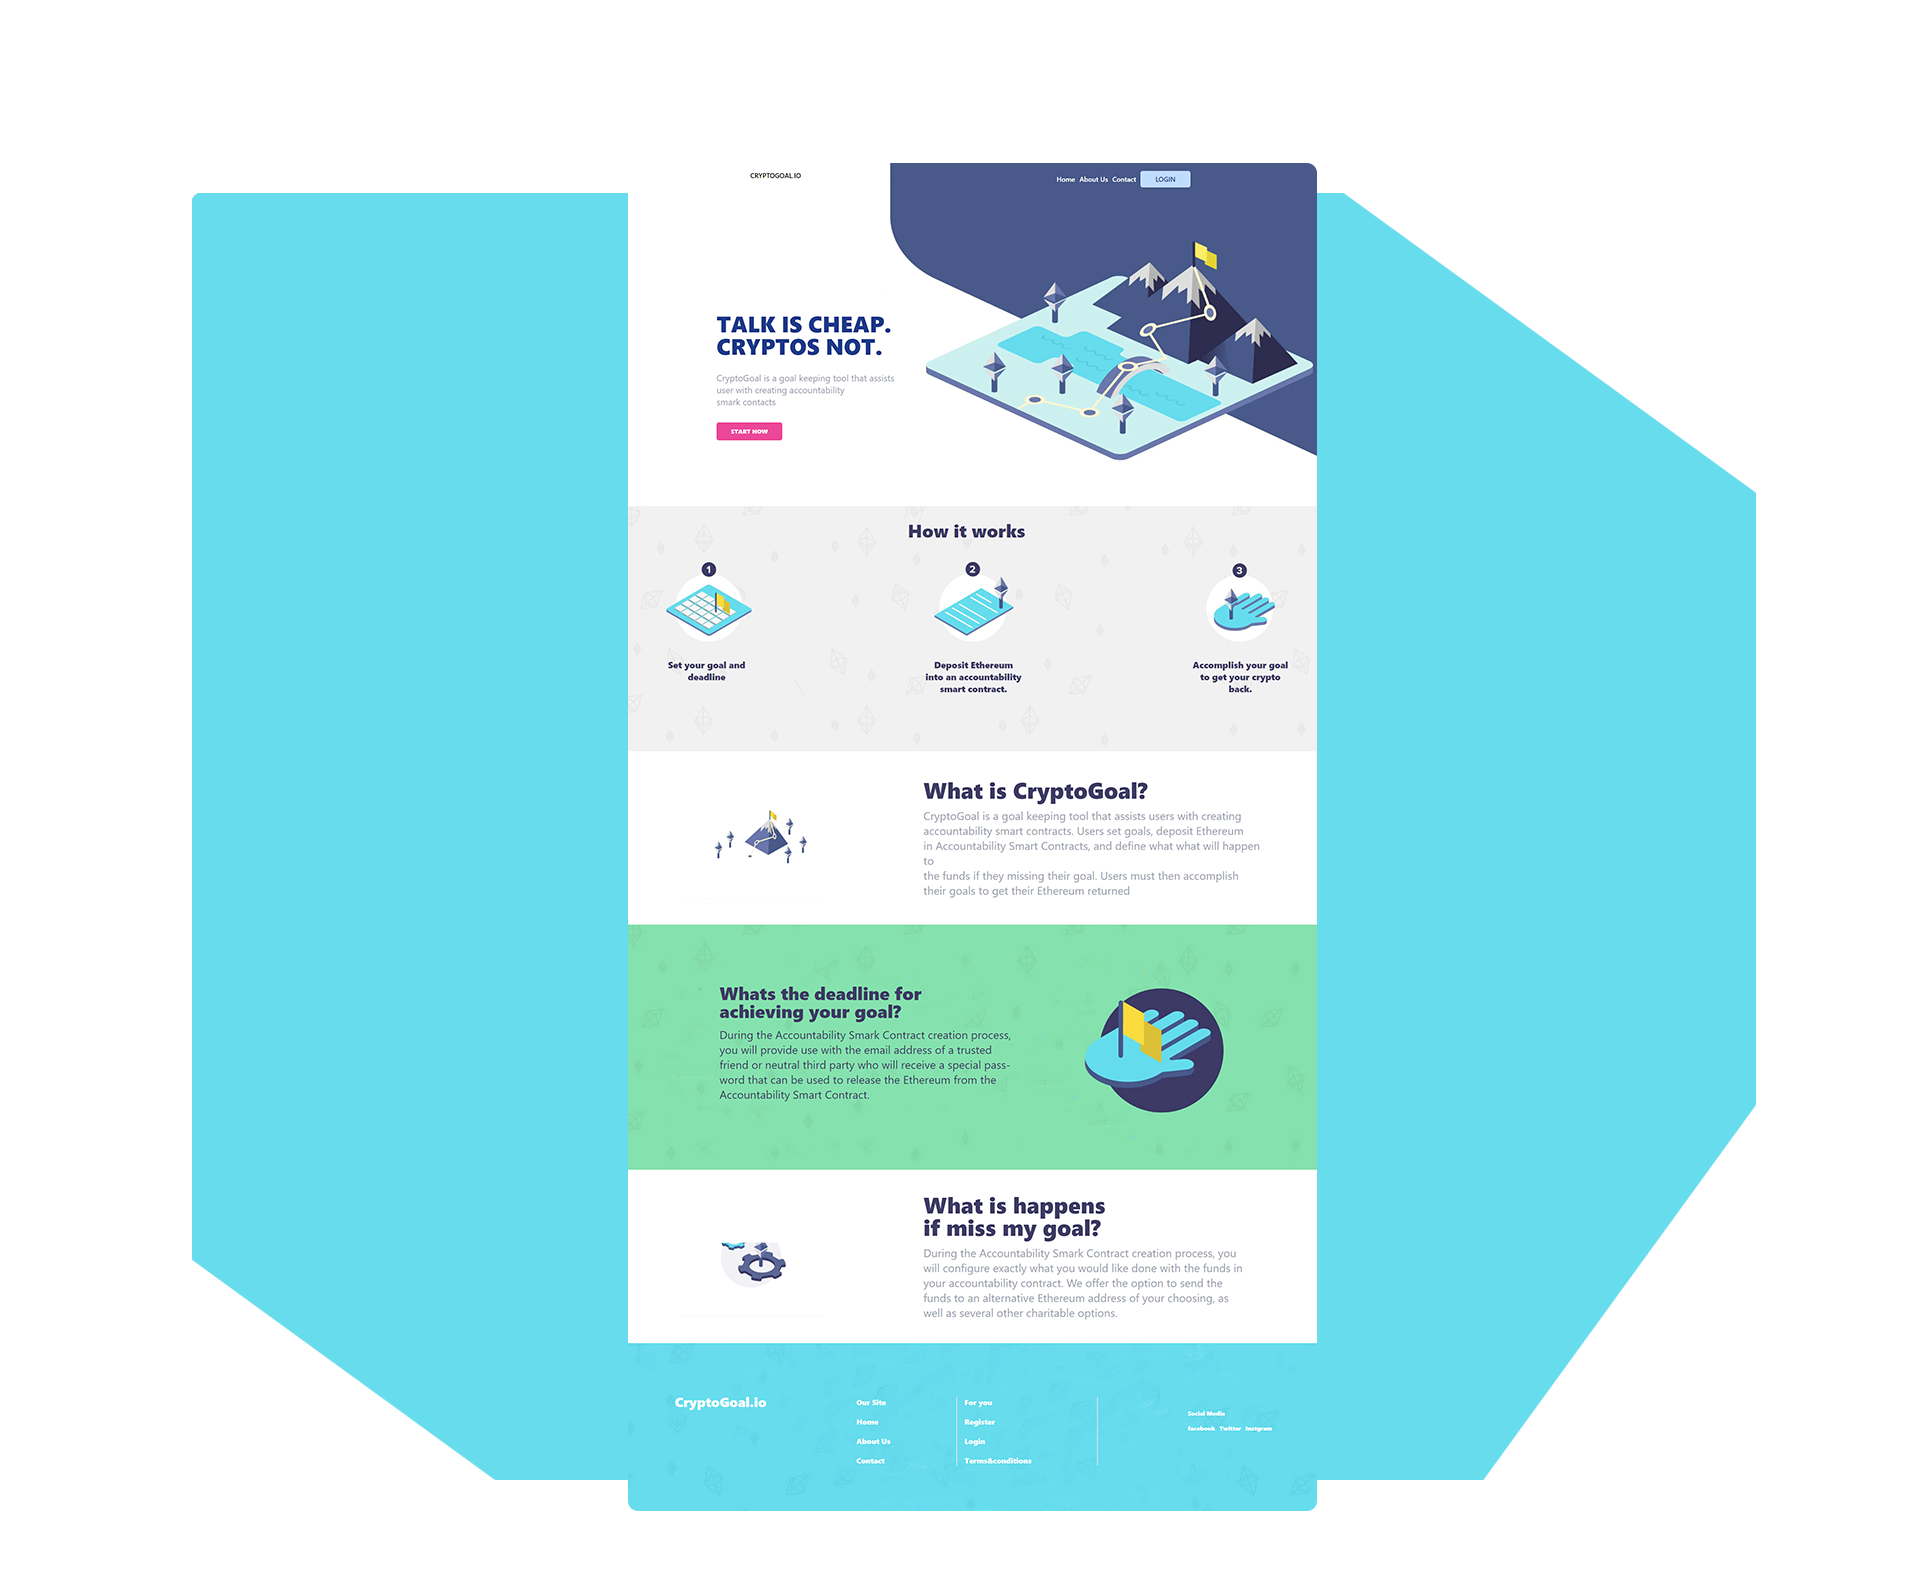 CRYPTOGOAL.IO
Home About Us Contact LOGIN
TALK IS CHEAP.
CRYPTOS NOT.
CryptoGoal is a goal keeping tool that assists
user with creating accountability
smark contacts
START NOW
How it works
1
2
3
Set your goal and
deadline
Deposit Ethereum
into an accountability
smart contract.
Accomplish your goal
to get your crypto
back.
What is CryptoGoal?
CryptoGoal is a goal keeping tool that assists users with creating
accountability smart contracts. Users set goals, deposit Ethereum
in Accountability Smart Contracts, and define what what will happen
to
the funds if they missing their goal. Users must then accomplish
their goals to get their Ethereum returned
Whats the deadline for
achieving your goal?
During the Accountability Smark Contract creation process,
you will provide use with the email address of a trusted
friend or neutral third party who will receive a special pass-
word that can be used to release the Ethereum from the
Accountability Smart Contract.
What is happens
if miss my goal?
During the Accountability Smark Contract creation process, you
will configure exactly what you would like done with the funds in
your accountability contract. We offer the option to send the
funds to an alternative Ethereum address of your choosing, as
well as several other charitable options.
CryptoGoal.io
Our Site
Home
About Us
Contact
For you
Register
Login
Terms&conditions
Social Media
facebook Twitter Instgram